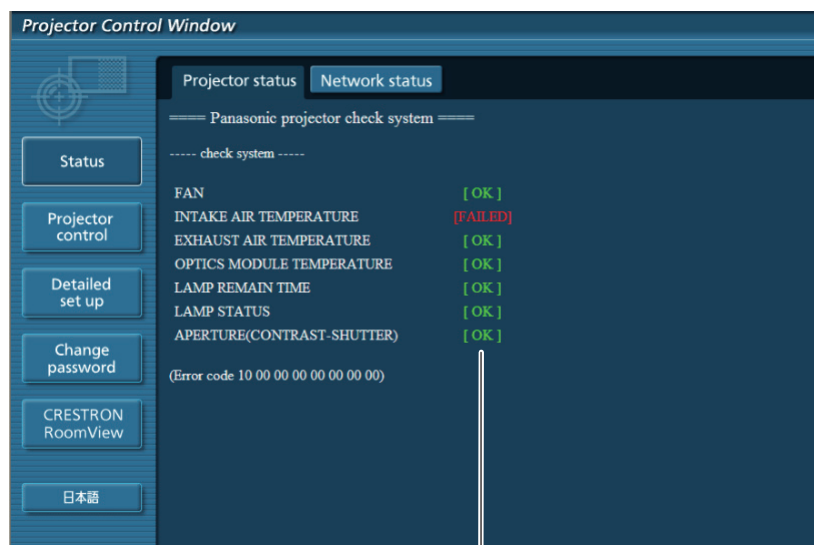 Projector Control Window
Projector status Network status
==== Panasonic projector check system ====
Status
----- check system -----
FAN [ OK ]
INTAKE AIR TEMPERATURE [FAILED]
EXHAUST AIR TEMPERATURE [ OK ]
OPTICS MODULE TEMPERATURE [ OK ]
LAMP REMAIN TIME [ OK ]
LAMP STATUS [ OK ]
APERTURE(CONTRAST-SHUTTER) [ OK ]
(Error code 10 00 00 00 00 00 00 00)
Projector
control
Detailed
set up
Change
password
CRESTRON
RoomView
日本語